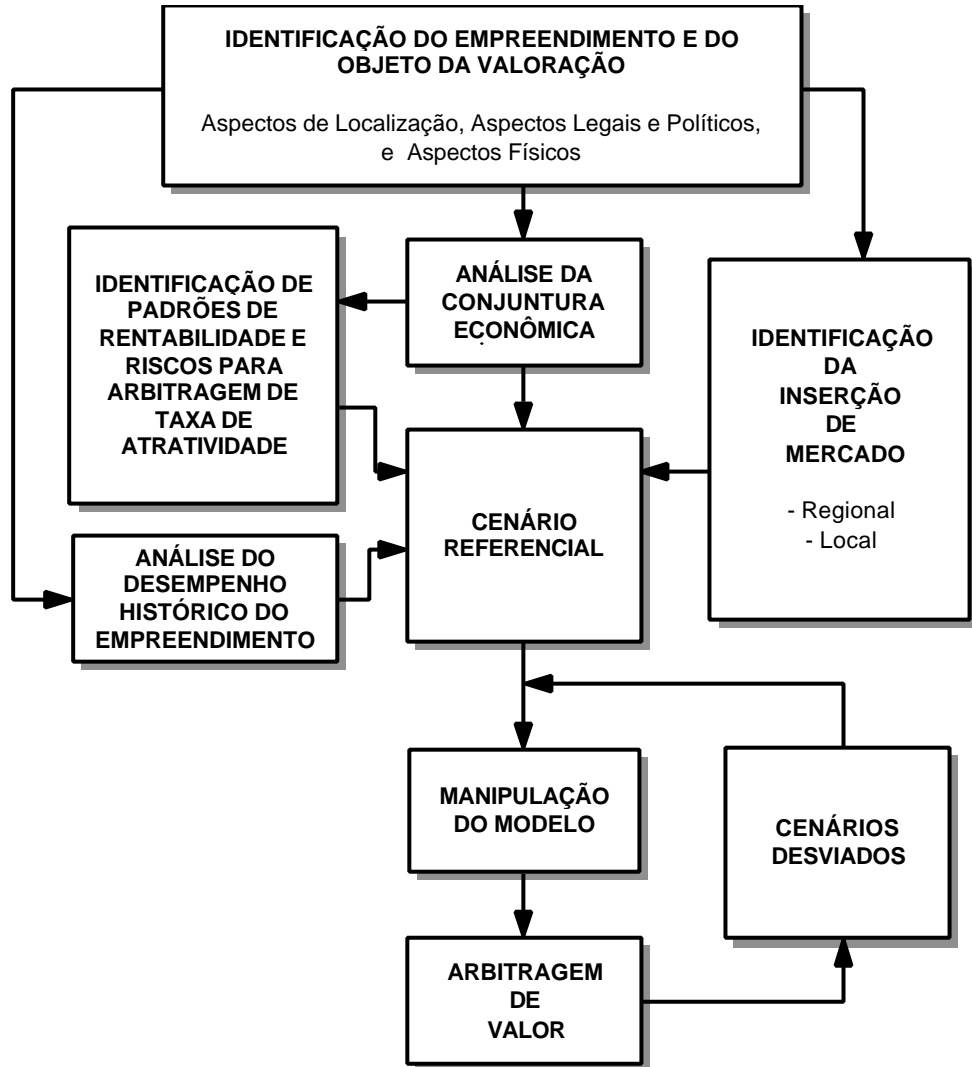 IDENTIFICAÇÃO DO EMPREENDIMENTO E DO
OBJETO DA VALORAÇÃO
Aspectos de Localização, Aspectos Legais e Políticos,
e Aspectos Físicos
IDENTIFICAÇÃO DE
PADRÕES DE
RENTABILIDADE E
RISCOS PARA
ARBITRAGEM DE
TAXA DE
ATRATIVIDADE
ANÁLISE DA
CONJUNTURA
ECONÔMICA
IDENTIFICAÇÃO
DA
INSERÇÃO
DE
MERCADO
- Regional
- Local
CENÁRIO
REFERENCIAL
ANÁLISE DO
DESEMPENHO
HISTÓRICO DO
EMPREENDIMENTO
MANIPULAÇÃO
DO MODELO
CENÁRIOS
DESVIADOS
ARBITRAGEM
DE
VALOR